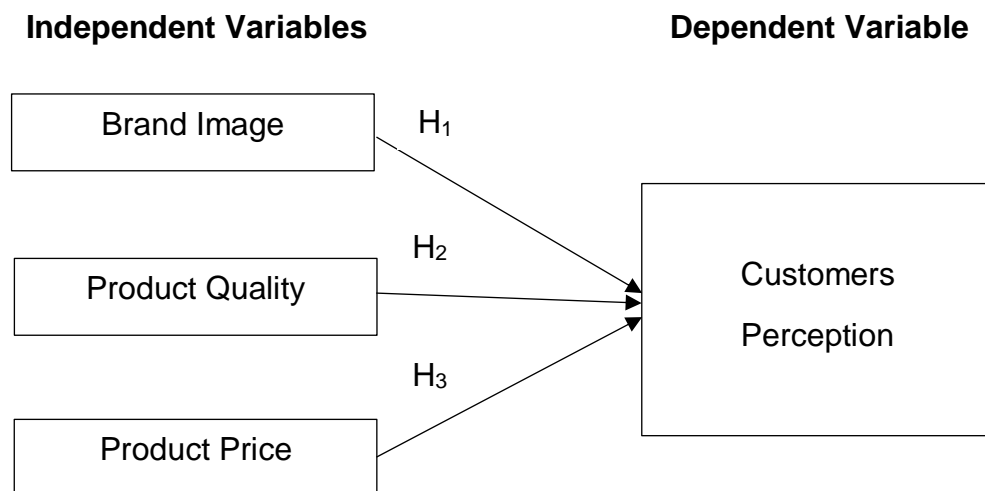 Independent Variables
Dependent Variable
Brand Image
H₁
Product Quality
H₂
Product Price
H₃
Customers
Perception